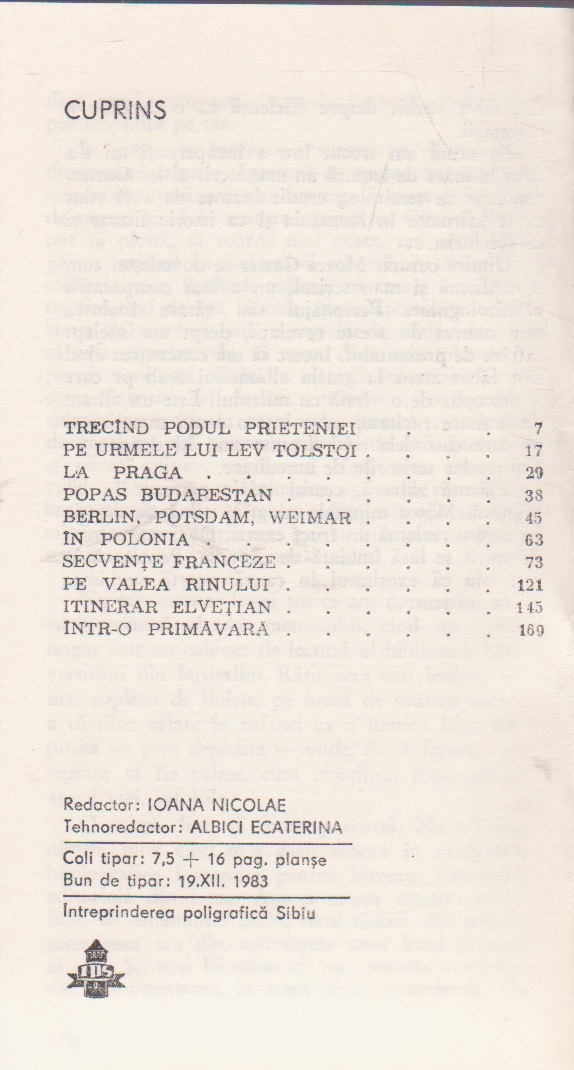 CUPRINS
TRECÎND PODUL PRIETENIEI . . . . 7
PE URMELE LUI LEV TOLSTOI . . . . 17
LA PRAGA . . . . . . . . 29
POPAS BUDAPESTAN . . . . . . 38
BERLIN, POTSDAM, WEIMAR . . . . 45
ÎN POLONIA . . . . . . . . 63
SECVENȚE FRANCEZE . . . . . . 73
PE VALEA RINULUI . . . . . . 121
ITINERAR ELVEȚIAN . . . . . . 145
ÎNTR-O PRIMĂVARĂ . . . . . . 169
Redactor: IOANA NICOLAE
Tehnoredactor: ALBICI ECATERINA
Coli tipar: 7,5 + 16 pag. planșe
Bun de tipar: 19.XII. 1983
Intreprinderea poligrafică Sibiu
IPS